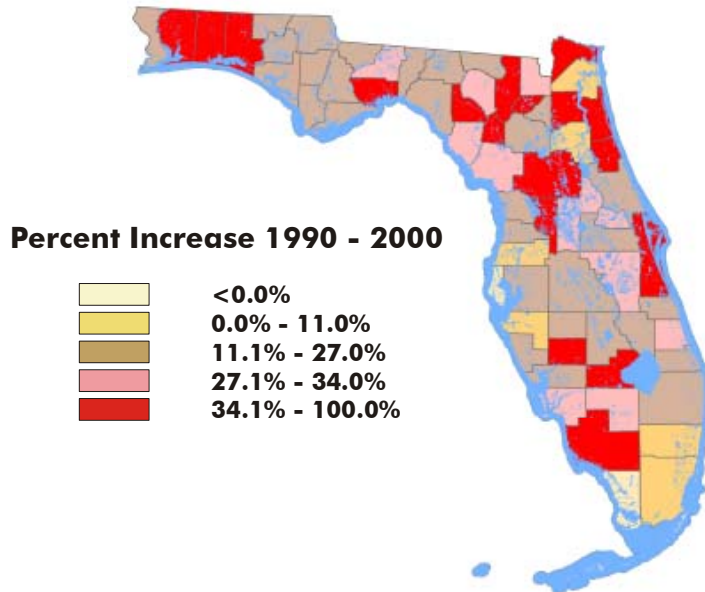 Percent Increase 1990 - 2000
<0.0%
0.0% - 11.0%
11.1% - 27.0%
27.1% - 34.0%
34.1% - 100.0%